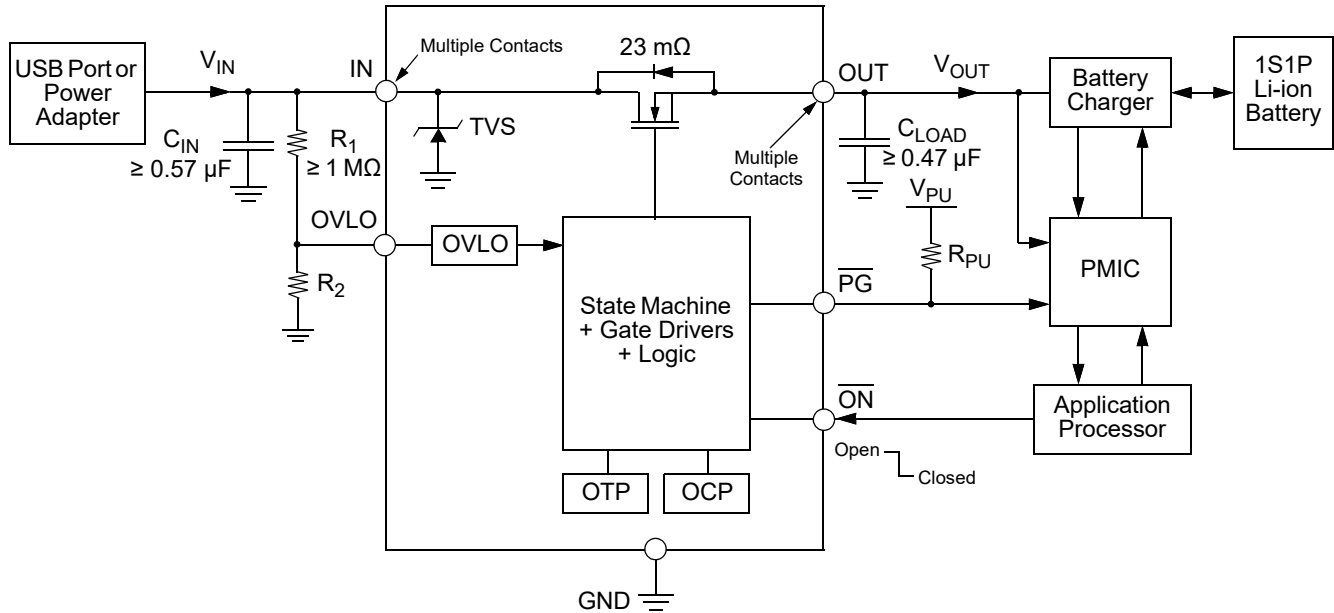 USB Port or
Power
Adapter
V_IN
C_IN
≥ 0.57 μF
R_1
≥ 1 MΩ
IN
Multiple Contacts
TVS
23 mΩ
OUT
Multiple
Contacts
V_OUT
C_LOAD
≥ 0.47 μF
Battery
Charger
1S1P
Li-ion
Battery
V_PU
R_PU
OVLO
OVLO
R_2
State Machine
+ Gate Drivers
+ Logic
P̅G̅
PMIC
O̅N̅
Application
Processor
Open
Closed
OTP
OCP
GND